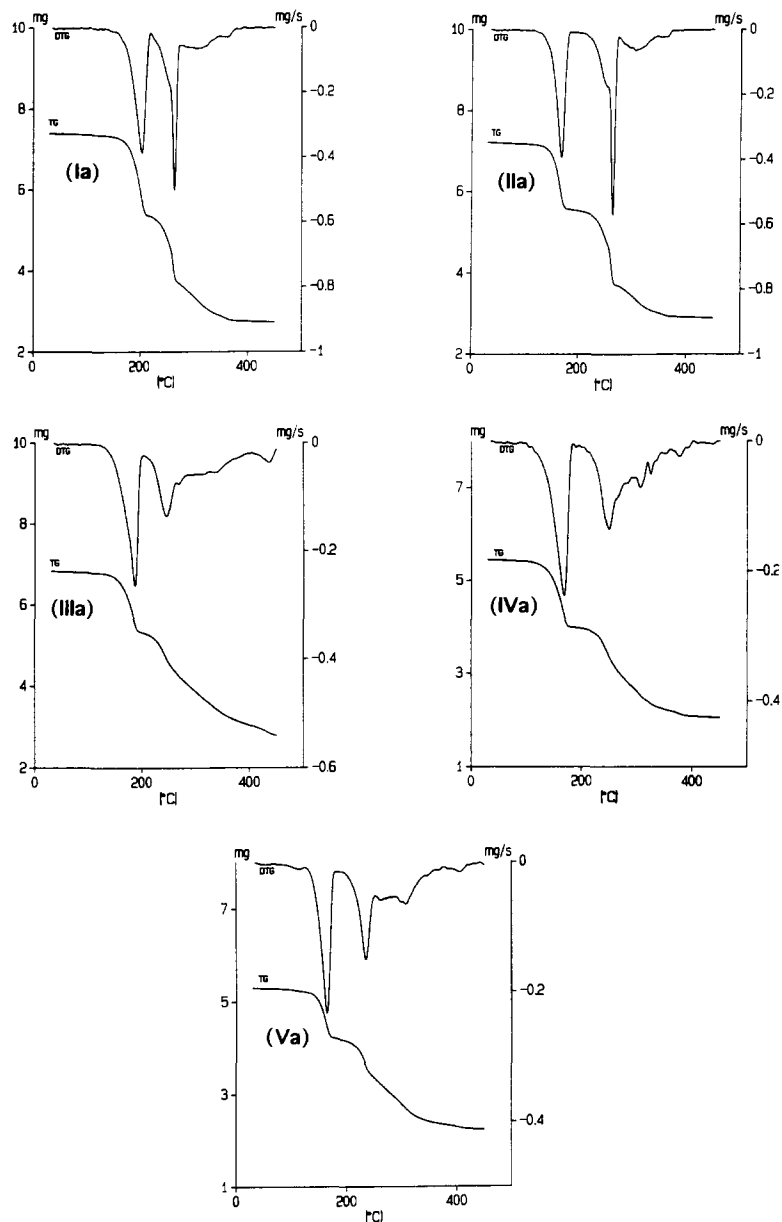 mg mg/s
10 0
DTG
8 -0.2
TG
6 (Ia) -0.4
-0.6
4 -0.8
2 -1
0 200 400
[°C]
mg mg/s
10 0
DTG
8 -0.2
TG
6 (IIa) -0.4
-0.6
4 -0.8
2 -1
0 200 400
[°C]
mg mg/s
10 0
DTG
8 -0.2
TG
6 (IIIa)
-0.4
4
2 -0.6
0 200 400
[°C]
mg mg/s
DTG 0
7
-0.2
TG
5 (IVa)
3 -0.4
1
0 200 400
[°C]
mg mg/s
DTG 0
7
-0.2
TG
5 (Va)
3 -0.4
1
0 200 400
[°C]